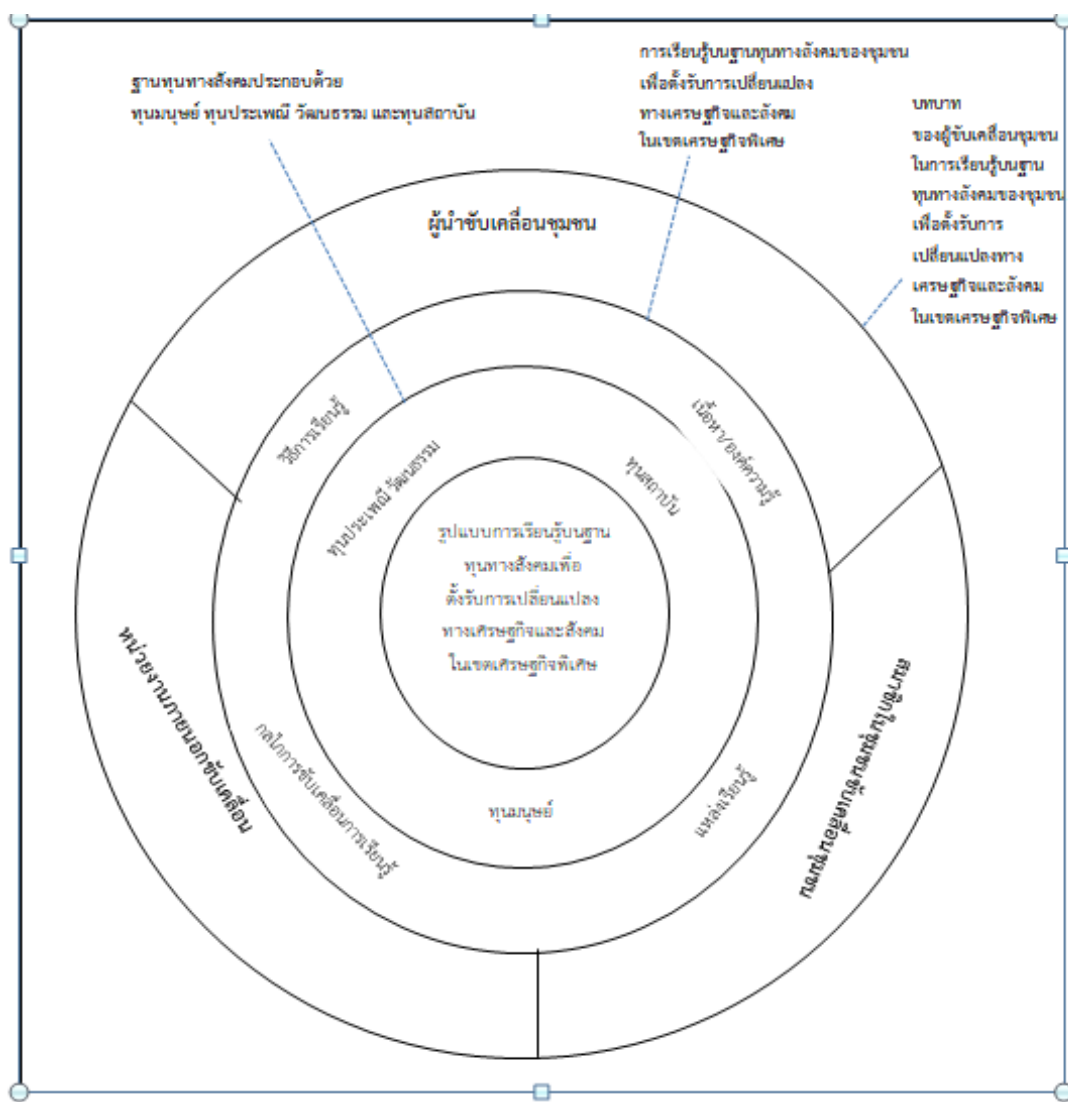 ฐานทุนทางสังคมประกอบด้วย
ทุนมนุษย์ ทุนประเพณี วัฒนธรรม และทุนสถาบัน
การเรียนรู้บนฐานทุนทางสังคมของชุมชน
เพื่อตั้งรับการเปลี่ยนแปลง
ทางเศรษฐกิจและสังคม
ในเขตเศรษฐกิจพิเศษ
บทบาท
ของผู้ขับเคลื่อนชุมชน
ในการเรียนรู้บนฐาน
ทุนทางสังคมของชุมชน
เพื่อตั้งรับการ
เปลี่ยนแปลงทาง
เศรษฐกิจและสังคม
ในเขตเศรษฐกิจพิเศษ
ผู้นำขับเคลื่อนชุมชน
วิธีการเรียนรู้
เนื้อหา/องค์ความรู้
ทุนประเพณี วัฒนธรรม
ทุนสถาบัน
รูปแบบการเรียนรู้บนฐาน
ทุนทางสังคมเพื่อ
ตั้งรับการเปลี่ยนแปลง
ทางเศรษฐกิจและสังคม
ในเขตเศรษฐกิจพิเศษ
หน่วยงานภายนอกขับเคลื่อน
สมาชิกในชุมชนขับเคลื่อนชุมชน
กลไกการขับเคลื่อนการเรียนรู้
แหล่งเรียนรู้
ทุนมนุษย์